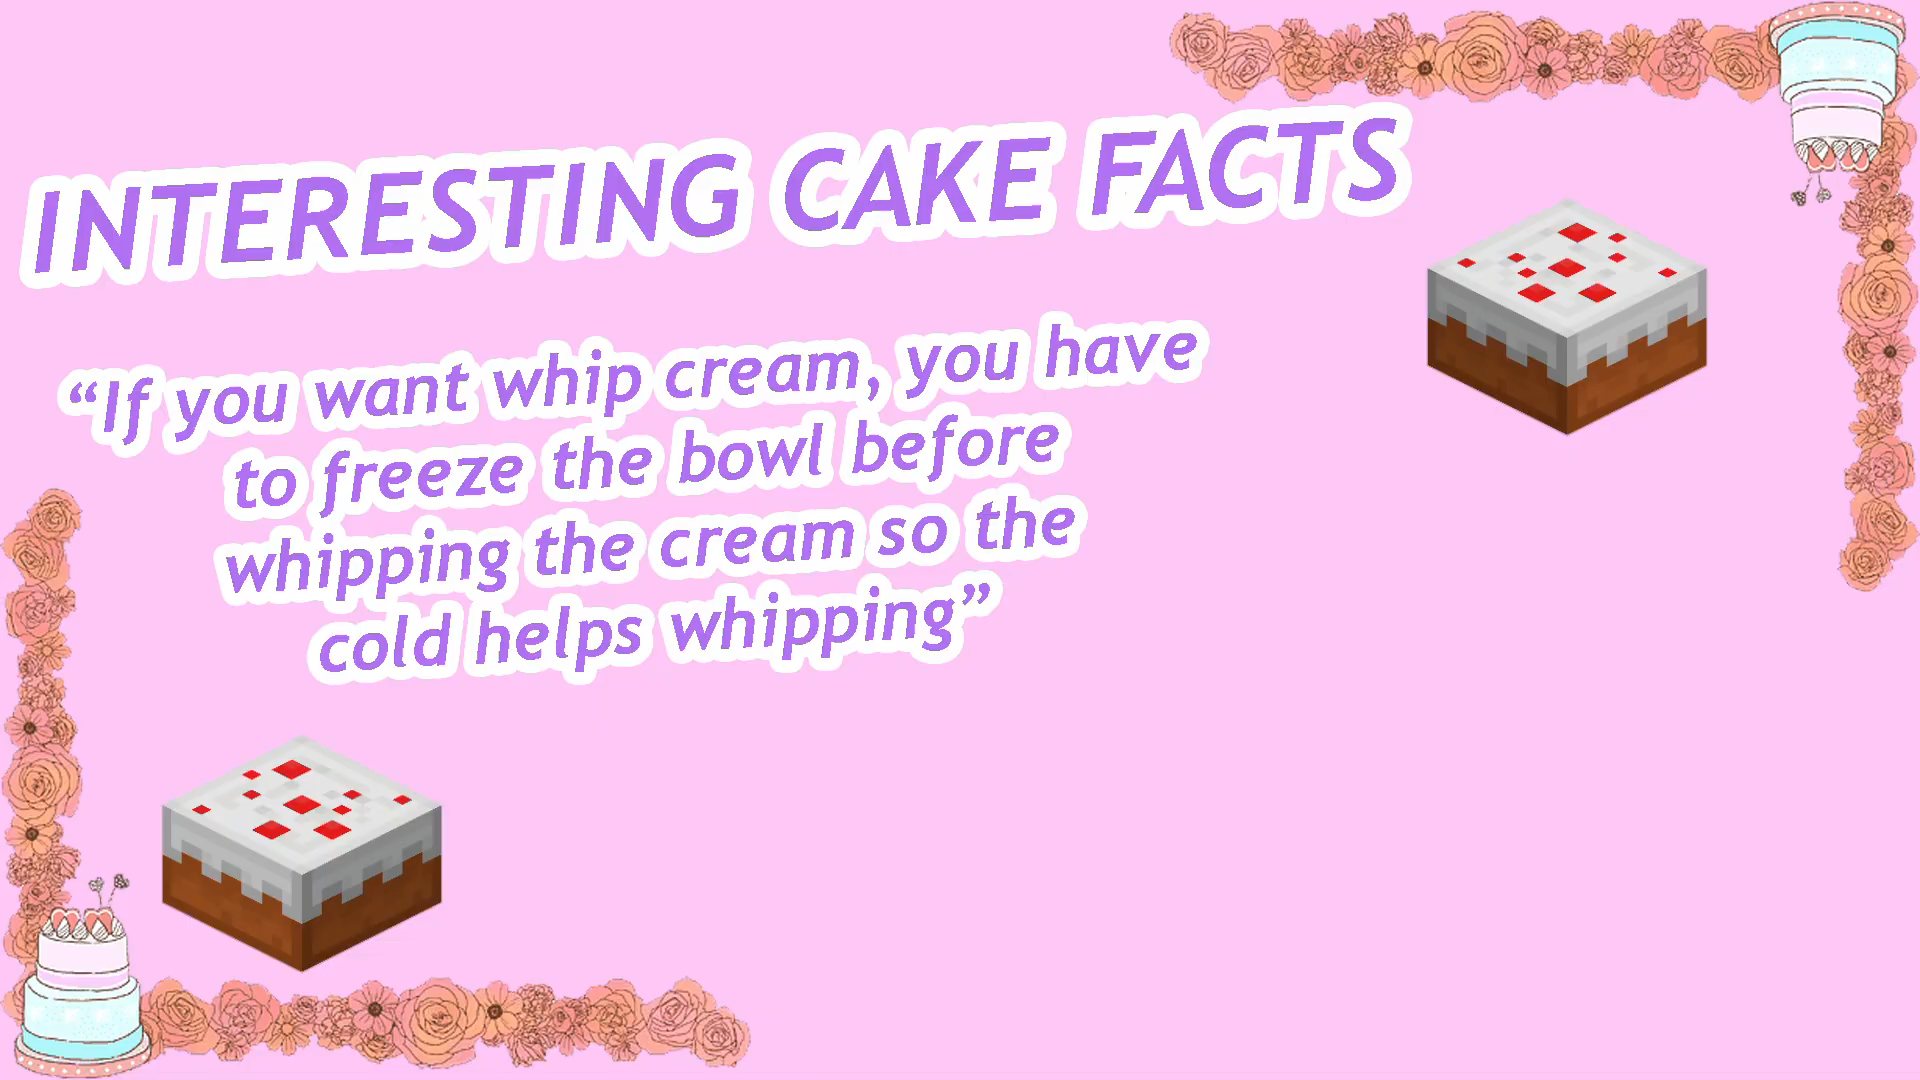 INTERESTING CAKE FACTS
“If you want whip cream, you have
to freeze the bowl before
whipping the cream so the
cold helps whipping”